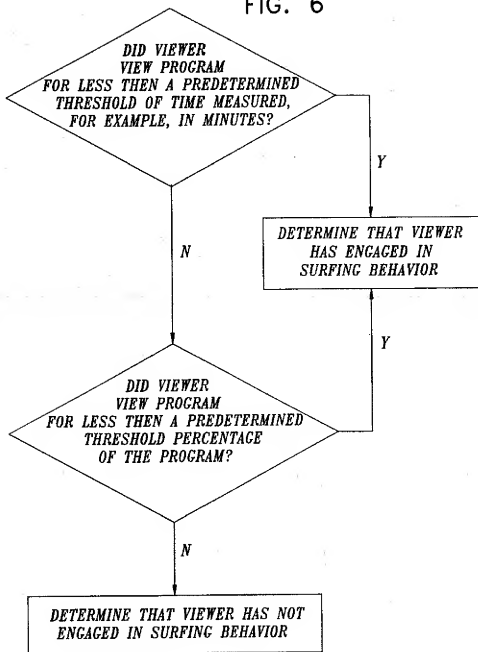 FIG. 6
DID VIEWER
VIEW PROGRAM
FOR LESS THEN A PREDETERMINED
THRESHOLD OF TIME MEASURED,
FOR EXAMPLE, IN MINUTES?
Y
DETERMINE THAT VIEWER
HAS ENGAGED IN
SURFING BEHAVIOR
N
Y
DID VIEWER
VIEW PROGRAM
FOR LESS THEN A PREDETERMINED
THRESHOLD PERCENTAGE
OF THE PROGRAM?
N
DETERMINE THAT VIEWER HAS NOT
ENGAGED IN SURFING BEHAVIOR